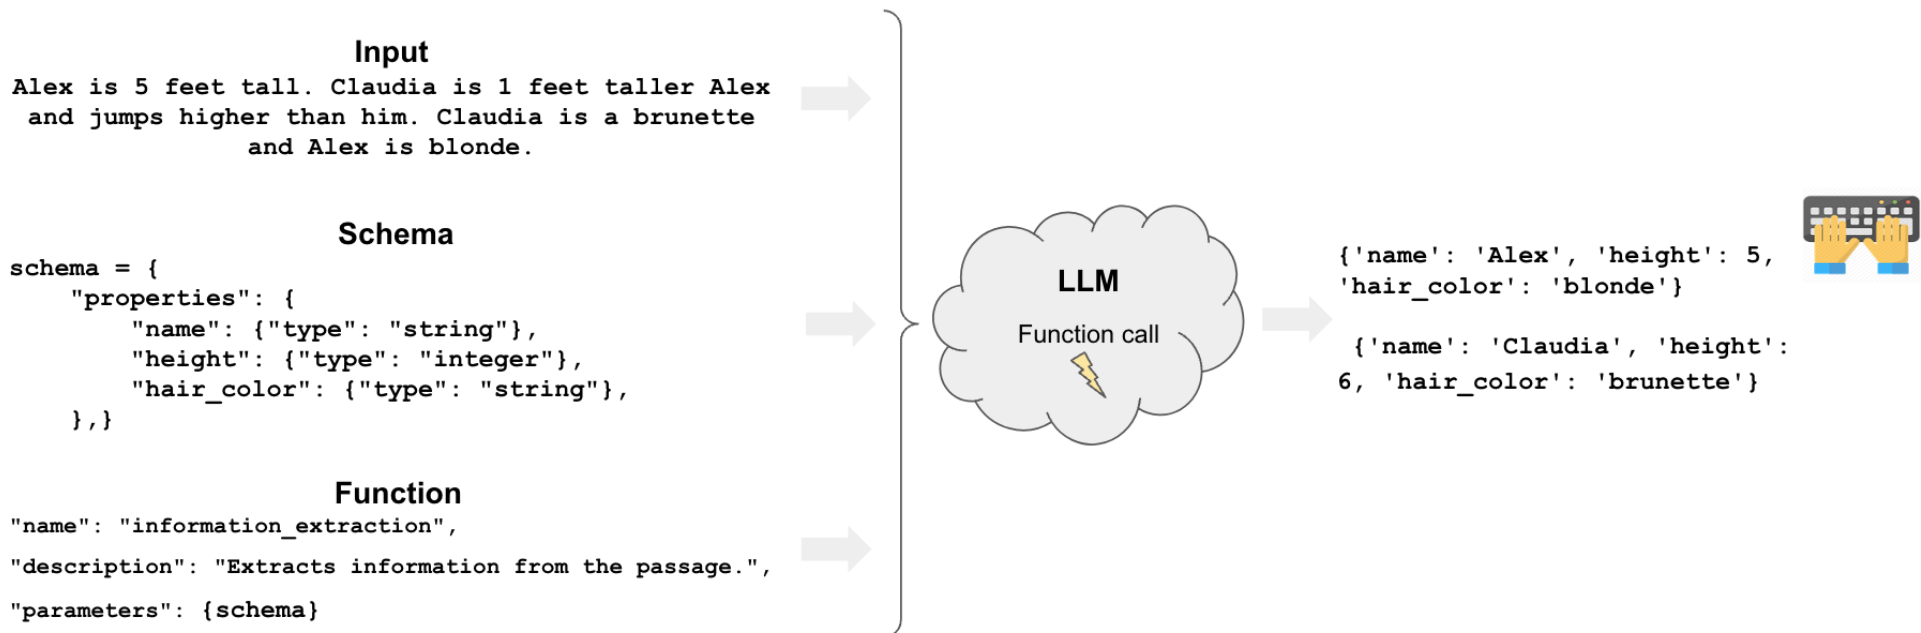 Input
Alex is 5 feet tall. Claudia is 1 feet taller Alex
and jumps higher than him. Claudia is a brunette
and Alex is blonde.
Schema
schema = {
"properties": {
"name": {"type": "string"},
"height": {"type": "integer"},
"hair_color": {"type": "string"},
},}
Function
"name": "information_extraction",
"description": "Extracts information from the passage.",
"parameters": {schema}
LLM
Function call
{'name': 'Alex', 'height': 5,
'hair_color': 'blonde'}
{'name': 'Claudia', 'height':
6, 'hair_color': 'brunette'}